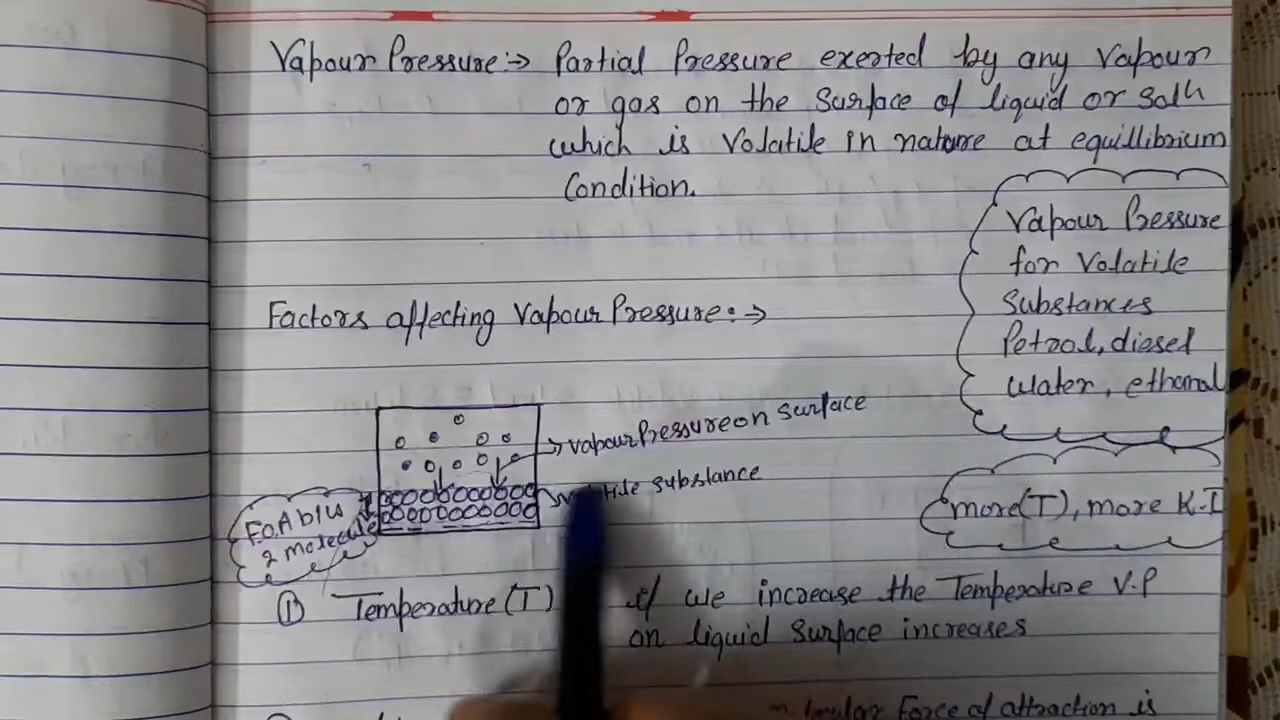 Vapour Pressure:→ Partial Pressure exerted by any vapour
or gas on the surface of liquid or
which is volatile in nature at equillibrium
Condition.
Vapour Pressure
for volatile
Substances
Petrol, diesel
water, ethanol
Factors affecting Vapour Pressure:→
vapour Pressure on surface
substance
F.O.A b/w
2 molecule
more(T), more K.
① Temperature (T)
if we increase the Temperature V.P
on liquid surface increases
Force of attraction is